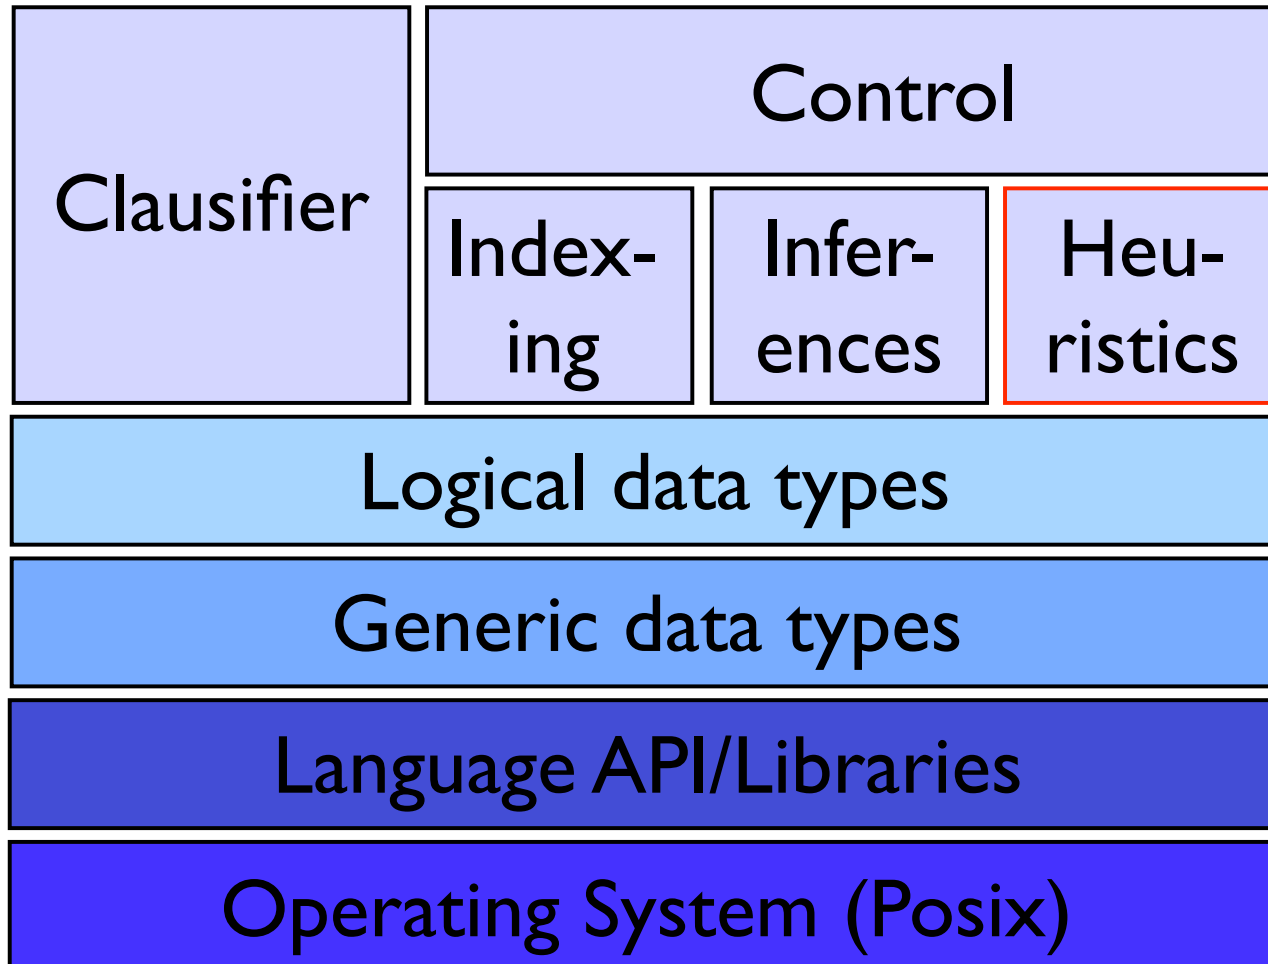 Control
Clausifier
Index-
ing
Infer-
ences
Heu-
ristics
Logical data types
Generic data types
Language API/Libraries
Operating System (Posix)